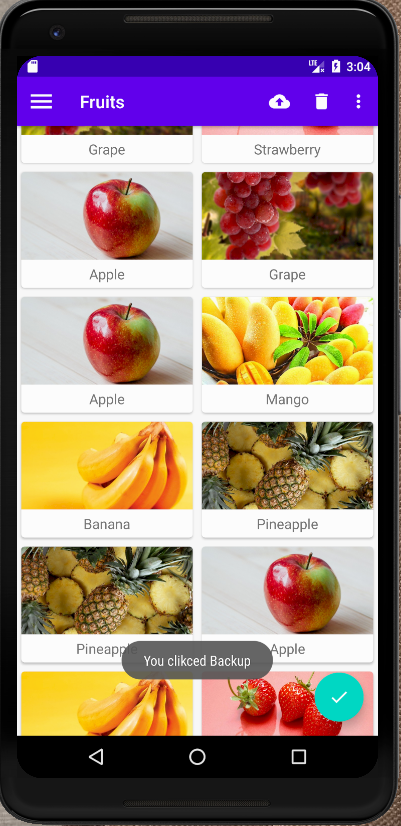 LTE 3:04
Fruits
Grape Strawberry
Apple Grape
Apple Mango
Banana Pineapple
Pineapple Apple
You clikced Backup